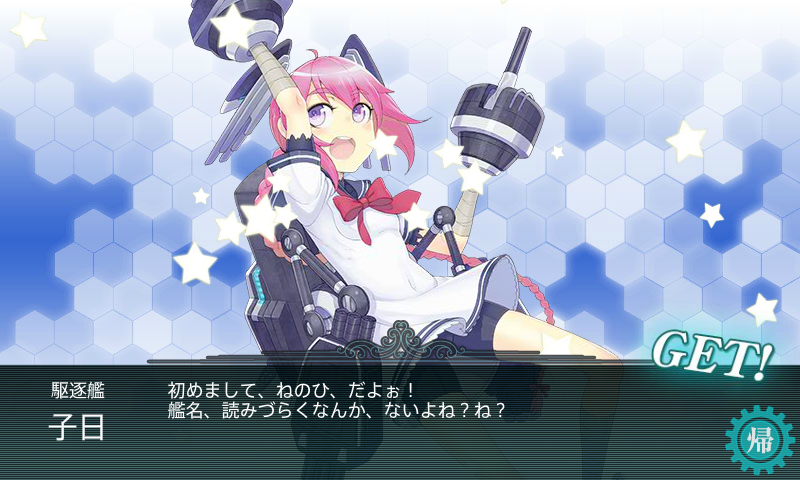 GET!
駆逐艦
子日
初めまして、ねのひ、だよぉ！
艦名、読みづらくなんか、ないよね？ね？
帰